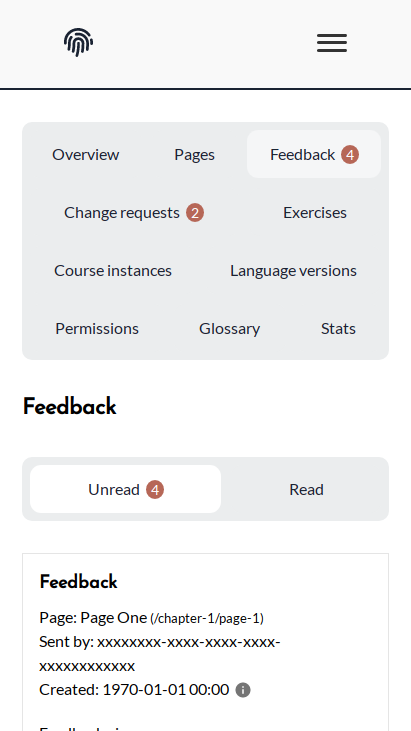 Overview Pages Feedback 4
Change requests 2 Exercises
Course instances Language versions
Permissions Glossary Stats
Feedback
Unread 4 Read
Feedback
Page: Page One (/chapter-1/page-1)
Sent by: xxxxxxxx-xxxx-xxxx-xxxx-
xxxxxxxxxxxx
Created: 1970-01-01 00:00